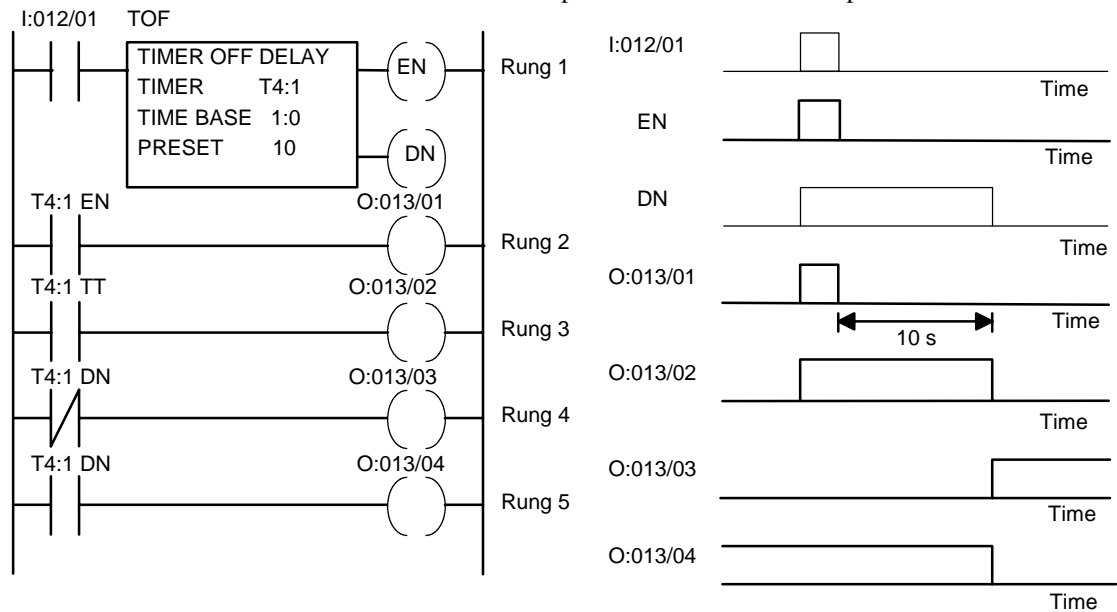 I:012/01 TOF
TIMER OFF DELAY
TIMER T4:1
TIME BASE 1:0
PRESET 10
EN
DN
Rung 1
T4:1 EN
O:013/01
Rung 2
T4:1 TT
O:013/02
Rung 3
T4:1 DN
O:013/03
Rung 4
T4:1 DN
O:013/04
Rung 5
I:012/01
Time
EN
Time
DN
Time
O:013/01
Time
10 s
O:013/02
Time
O:013/03
Time
O:013/04
Time